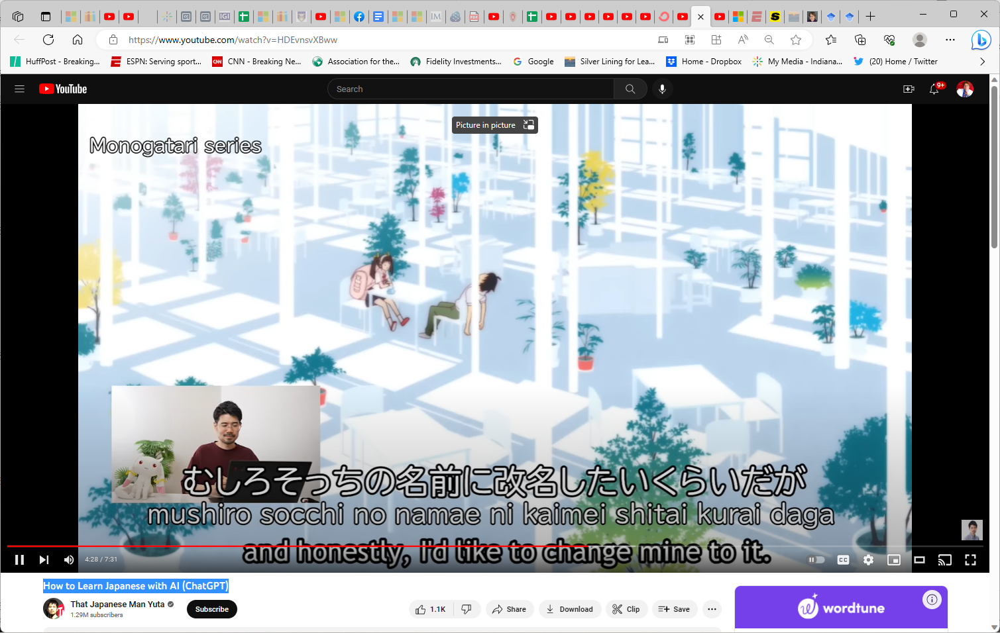 https://www.youtube.com/watch?v=HDEvnsvXBww
HuffPost - Breaking...
ESPN: Serving sport...
CNN - Breaking Ne...
Association for the...
Fidelity Investments...
Google
Silver Lining for Lea...
Home - Dropbox
My Media - Indiana...
(20) Home / Twitter
YouTube
Search
9+
Picture in picture
Monogatari series
むしろそっちの名前に改名したいくらいだが
mushiro socchi no namae ni kaimei shitai kurai daga
and honestly, I'd like to change mine to it.
4:28 / 7:31
CC
How to Learn Japanese with AI (ChatGPT)
That Japanese Man Yuta
1.29M subscribers
Subscribe
1.1K
Share
Download
Clip
Save
wordtune